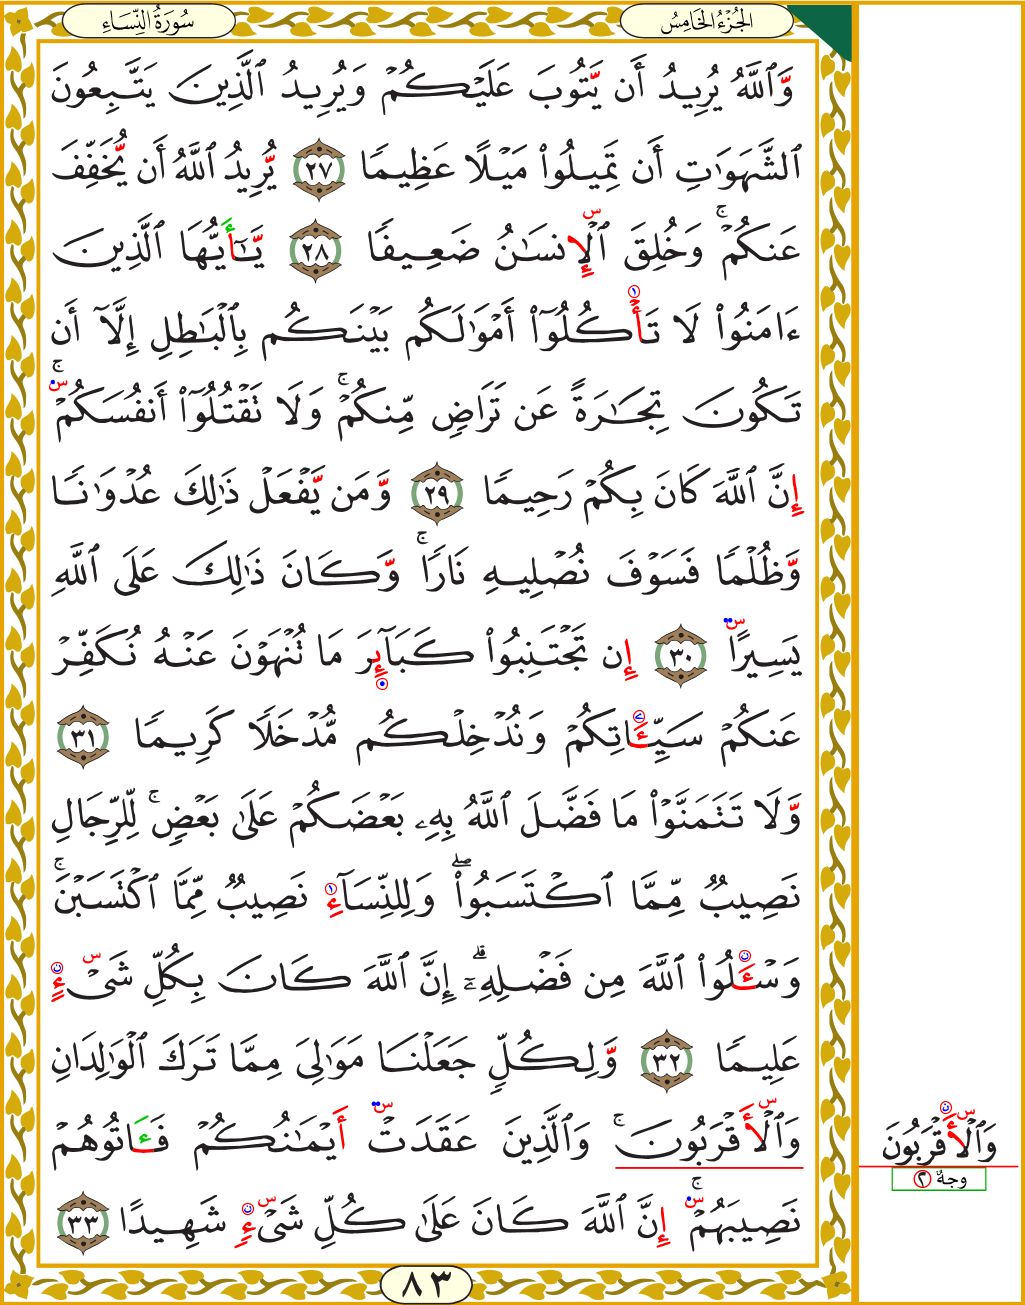 الجُزْءُ الخَامِسُ
سُورَةُ النِّسَاءِ
وَّٱللَّهُ يُرِيدُ أَن يَّتُوبَ عَلَيْكُمْ وَيُرِيدُ ٱلَّذِينَ يَتَّبِعُونَ
ٱلشَّهَوَٰتِ أَن تَمِيلُوا۟ مَيْلًا عَظِيمًا ٢٧ يُّرِيدُ ٱللَّهُ أَن يُّخَفِّفَ
عَنكُمْۚ وَخُلِقَ ٱلْإِنسَٰنُ ضَعِيفًا ٢٨ يَّٰٓأَيُّهَا ٱلَّذِينَ
ءَامَنُوا۟ لَا تَأْكُلُوٓا۟ أَمْوَٰلَكُم بَيْنَكُم بِٱلْبَٰطِلِ إِلَّآ أَن
تَكُونَ تِجَٰرَةً عَن تَرَاضٍ مِّنكُمْۚ وَلَا تَقْتُلُوٓا۟ أَنفُسَكُمْۚ
إِنَّ ٱللَّهَ كَانَ بِكُمْ رَحِيمًا ٢٩ وَّمَن يَّفْعَلْ ذَٰلِكَ عُدْوَٰنًا
وَّظُلْمًا فَسَوْفَ نُصْلِيهِ نَارًاۚ وَّكَانَ ذَٰلِكَ عَلَى ٱللَّهِ
يَسِيرًا ٣٠ إِن تَجْتَنِبُوا۟ كَبَآئِرَ مَا تُنْهَوْنَ عَنْهُ نُكَفِّرْ
عَنكُمْ سَيِّـَٔاتِكُمْ وَنُدْخِلْكُم مُّدْخَلًا كَرِيمًا ٣١
وَّلَا تَتَمَنَّوْا۟ مَا فَضَّلَ ٱللَّهُ بِهِۦ بَعْضَكُمْ عَلَىٰ بَعْضٍۚ لِّلرِّجَالِ
نَصِيبٌ مِّمَّا ٱكْتَسَبُوا۟ۖ وَلِلنِّسَآءِ نَصِيبٌ مِّمَّا ٱكْتَسَبْنَۚ
وَسْـَٔلُوا۟ ٱللَّهَ مِن فَضْلِهِۦٓۗ إِنَّ ٱللَّهَ كَانَ بِكُلِّ شَىْءٍ
عَلِيمًا ٣٢ وَّلِكُلٍّ جَعَلْنَا مَوَٰلِىَ مِمَّا تَرَكَ ٱلْوَٰلِدَانِ
وَٱلْأَقْرَبُونَۚ وَٱلَّذِينَ عَقَدَتْ أَيْمَٰنُكُمْ فَـَٔاتُوهُمْ
نَصِيبَهُمْۚ إِنَّ ٱللَّهَ كَانَ عَلَىٰ كُلِّ شَىْءٍ شَهِيدًا ٣٣
وَٱلْأَقْرَبُونَ
وجهٌ ٢
٨٣